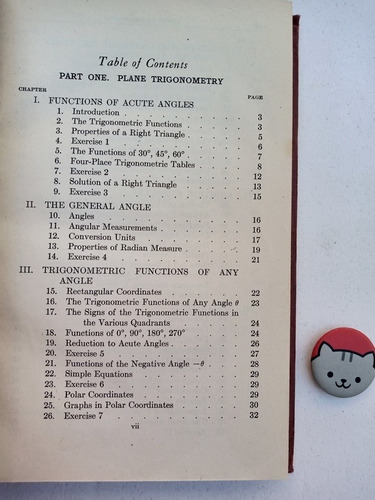 Table of Contents
PART ONE. PLANE TRIGONOMETRY
CHAPTER PAGE
I. FUNCTIONS OF ACUTE ANGLES
1. Introduction . . . . . . . . . . 3
2. The Trigonometric Functions . . . . . 3
3. Properties of a Right Triangle . . . . . 5
4. Exercise 1 . . . . . . . . . . 6
5. The Functions of 30°, 45°, 60° . . . . . 7
6. Four-Place Trigonometric Tables . . . . 8
7. Exercise 2 . . . . . . . . . . 12
8. Solution of a Right Triangle . . . . . 13
9. Exercise 3 . . . . . . . . . . 15
II. THE GENERAL ANGLE
10. Angles . . . . . . . . . . 16
11. Angular Measurements . . . . . . 16
12. Conversion Units . . . . . . . 17
13. Properties of Radian Measure . . . . . 19
14. Exercise 4 . . . . . . . . . . 21
III. TRIGONOMETRIC FUNCTIONS OF ANY
ANGLE
15. Rectangular Coordinates . . . . . . 22
16. The Trigonometric Functions of Any Angle θ 23
17. The Signs of the Trigonometric Functions in
the Various Quadrants . . . . . 24
18. Functions of 0°, 90°, 180°, 270° . . . . 24
19. Reduction to Acute Angles . . . . . . 26
20. Exercise 5 . . . . . . . . . . 27
21. Functions of the Negative Angle −θ . . . 28
22. Simple Equations . . . . . . . 29
23. Exercise 6 . . . . . . . . . . 29
24. Polar Coordinates . . . . . . . 29
25. Graphs in Polar Coordinates . . . . . 30
26. Exercise 7 . . . . . . . . . . 32
vii